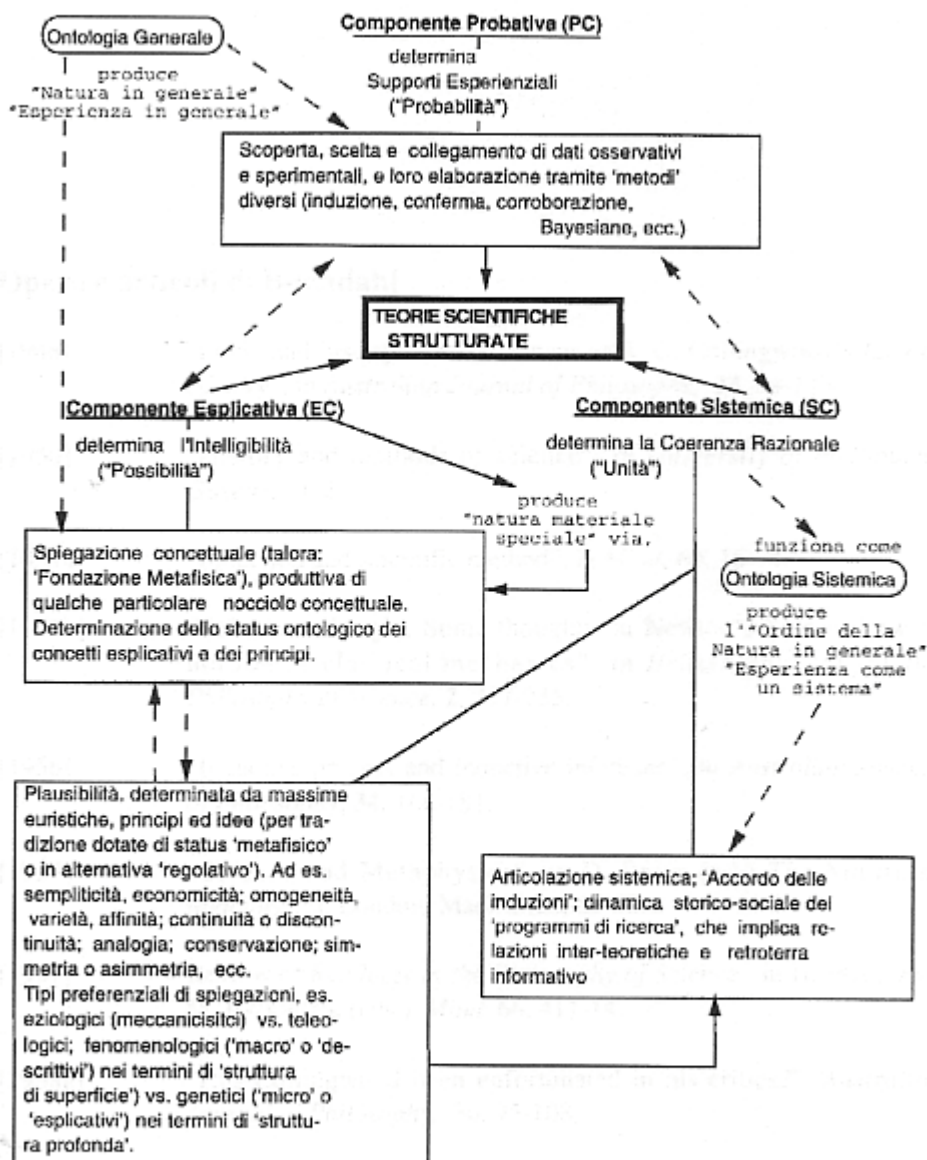 Componente Probativa (PC)
Ontologia Generale
determina
Supporti Esperienziali
("Probabilità")
produce
"Natura in generale"
"Esperienza in generale"
Scoperta, scelta e collegamento di dati osservativi
e sperimentali, e loro elaborazione tramite 'metodi'
diversi (induzione, conferma, corroborazione,
Bayesiano, ecc.)
TEORIE SCIENTIFICHE
STRUTTURATE
Componente Esplicativa (EC)
determina l'Intelligibilità
("Possibilità")
Componente Sistemica (SC)
determina la Coerenza Razionale
("Unità")
produce
"natura materiale
speciale" via.
Spiegazione concettuale (talora:
'Fondazione Metafisica'), produttiva di
qualche particolare nocciolo concettuale.
Determinazione dello status ontologico dei
concetti esplicativi e dei principi.
funziona come
Ontologia Sistemica
produce
l'"Ordine della
Natura in generale"
"Esperienza come
un sistema"
Plausibilità, determinata da massime
euristiche, principi ed idee (per tra-
dizione dotate di status 'metafisico'
o in alternativa 'regolativo'). Ad es.
semplicità, economicità; omogeneità,
varietà, affinità; continuità o discon-
tinuità; analogia; conservazione; sim-
metria o asimmetria, ecc.
Tipi preferenziali di spiegazioni, es.
eziologici (meccanicisitci) vs. teleo-
logici; fenomenologici ('macro' o 'de-
scrittivi') nei termini di 'struttura
di superficie') vs. genetici ('micro' o
'esplicativi') nei termini di 'struttu-
ra profonda'.
Articolazione sistemica; 'Accordo delle
induzioni'; dinamica storico-sociale dei
'programmi di ricerca', che implica re-
lazioni inter-teoretiche e retroterra
informativo